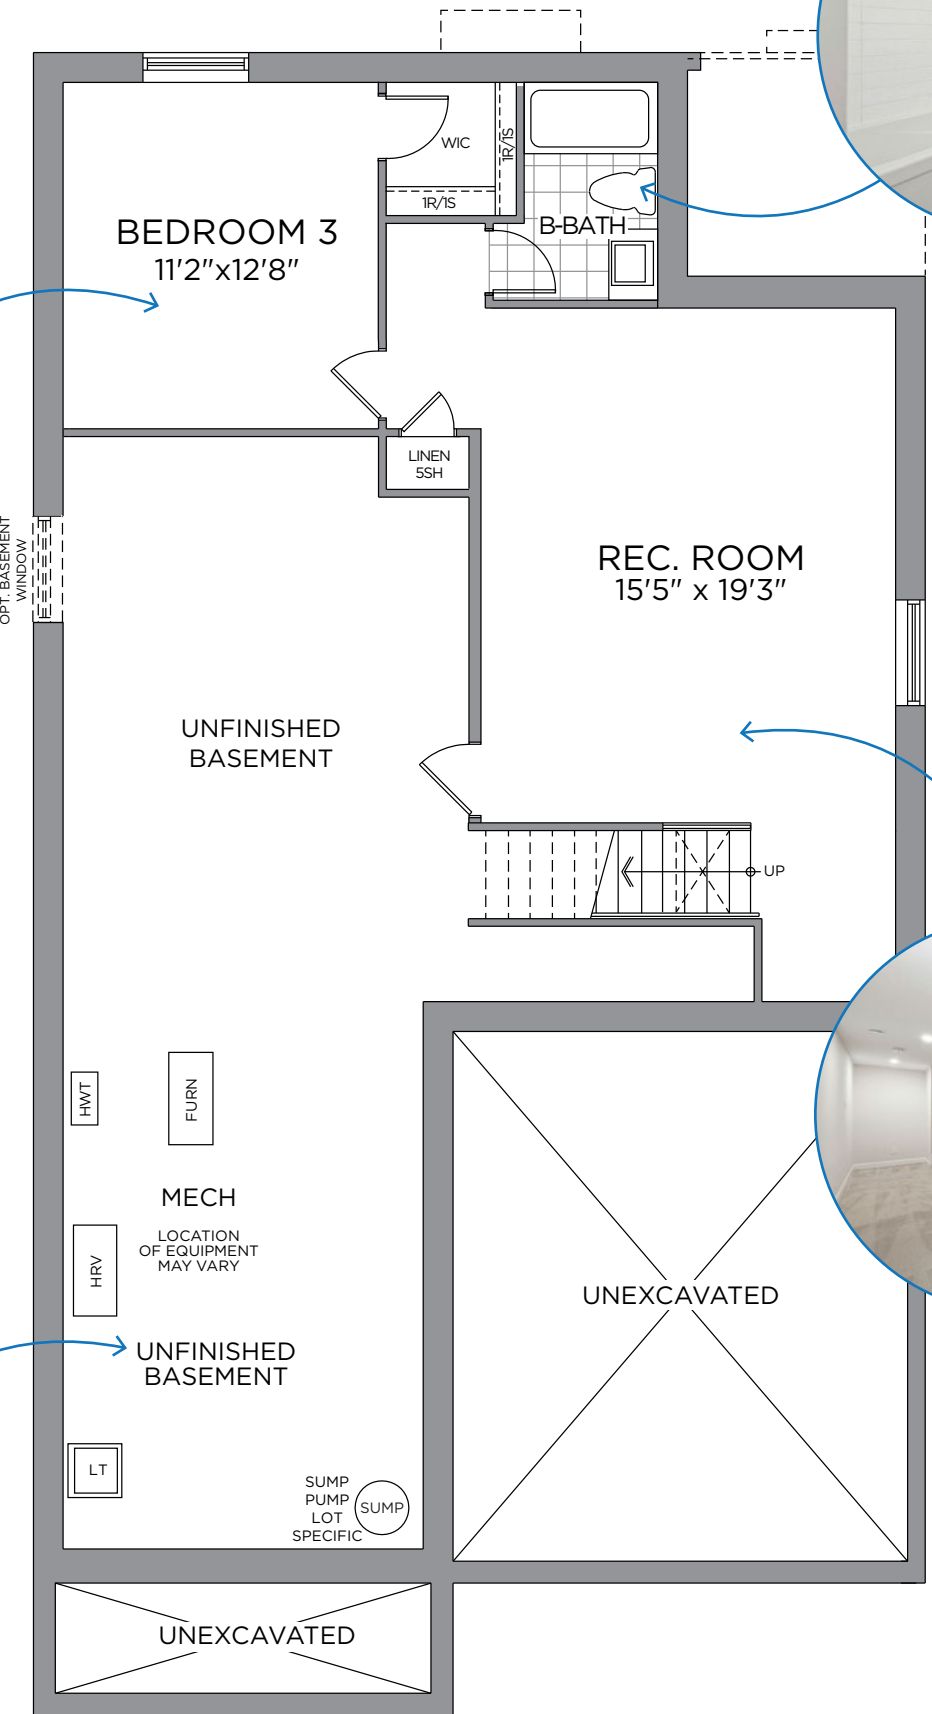 WIC
1R/1S
1R/1S
BEDROOM 3
11'2"x12'8"
B-BATH
LINEN
5SH
OPT. BASEMENT
WINDOW
REC. ROOM
15'5" x 19'3"
UNFINISHED
BASEMENT
UP
HWT
FURN
MECH
LOCATION
OF EQUIPMENT
MAY VARY
HRV
UNEXCAVATED
UNFINISHED
BASEMENT
LT
SUMP
PUMP
LOT
SPECIFIC
SUMP
UNEXCAVATED